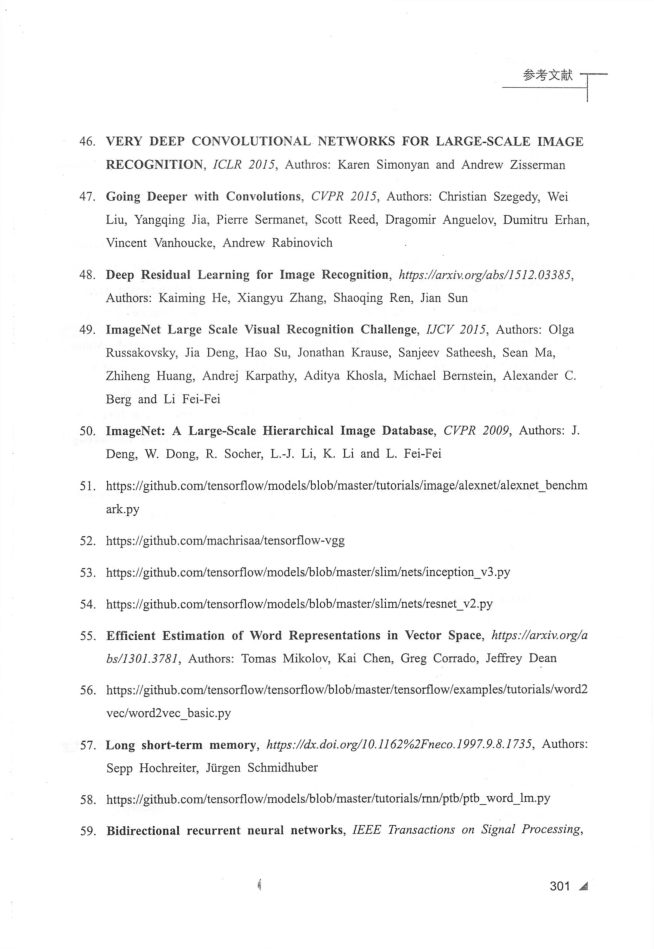 参考文献
46. VERY DEEP CONVOLUTIONAL NETWORKS FOR LARGE-SCALE IMAGE
RECOGNITION, ICLR 2015, Authros: Karen Simonyan and Andrew Zisserman
47. Going Deeper with Convolutions, CVPR 2015, Authors: Christian Szegedy, Wei
Liu, Yangqing Jia, Pierre Sermanet, Scott Reed, Dragomir Anguelov, Dumitru Erhan,
Vincent Vanhoucke, Andrew Rabinovich
48. Deep Residual Learning for Image Recognition, https://arxiv.org/abs/1512.03385,
Authors: Kaiming He, Xiangyu Zhang, Shaoqing Ren, Jian Sun
49. ImageNet Large Scale Visual Recognition Challenge, IJCV 2015, Authors: Olga
Russakovsky, Jia Deng, Hao Su, Jonathan Krause, Sanjeev Satheesh, Sean Ma,
Zhiheng Huang, Andrej Karpathy, Aditya Khosla, Michael Bernstein, Alexander C.
Berg and Li Fei-Fei
50. ImageNet: A Large-Scale Hierarchical Image Database, CVPR 2009, Authors: J.
Deng, W. Dong, R. Socher, L.-J. Li, K. Li and L. Fei-Fei
51. https://github.com/tensorflow/models/blob/master/tutorials/image/alexnet/alexnet_benchm
ark.py
52. https://github.com/machrisaa/tensorflow-vgg
53. https://github.com/tensorflow/models/blob/master/slim/nets/inception_v3.py
54. https://github.com/tensorflow/models/blob/master/slim/nets/resnet_v2.py
55. Efficient Estimation of Word Representations in Vector Space, https://arxiv.org/a
bs/1301.3781, Authors: Tomas Mikolov, Kai Chen, Greg Corrado, Jeffrey Dean
56. https://github.com/tensorflow/tensorflow/blob/master/tensorflow/examples/tutorials/word2
vec/word2vec_basic.py
57. Long short-term memory, https://dx.doi.org/10.1162%2Fneco.1997.9.8.1735, Authors:
Sepp Hochreiter, Jürgen Schmidhuber
58. https://github.com/tensorflow/models/blob/master/tutorials/rnn/ptb/ptb_word_lm.py
59. Bidirectional recurrent neural networks, IEEE Transactions on Signal Processing,
301